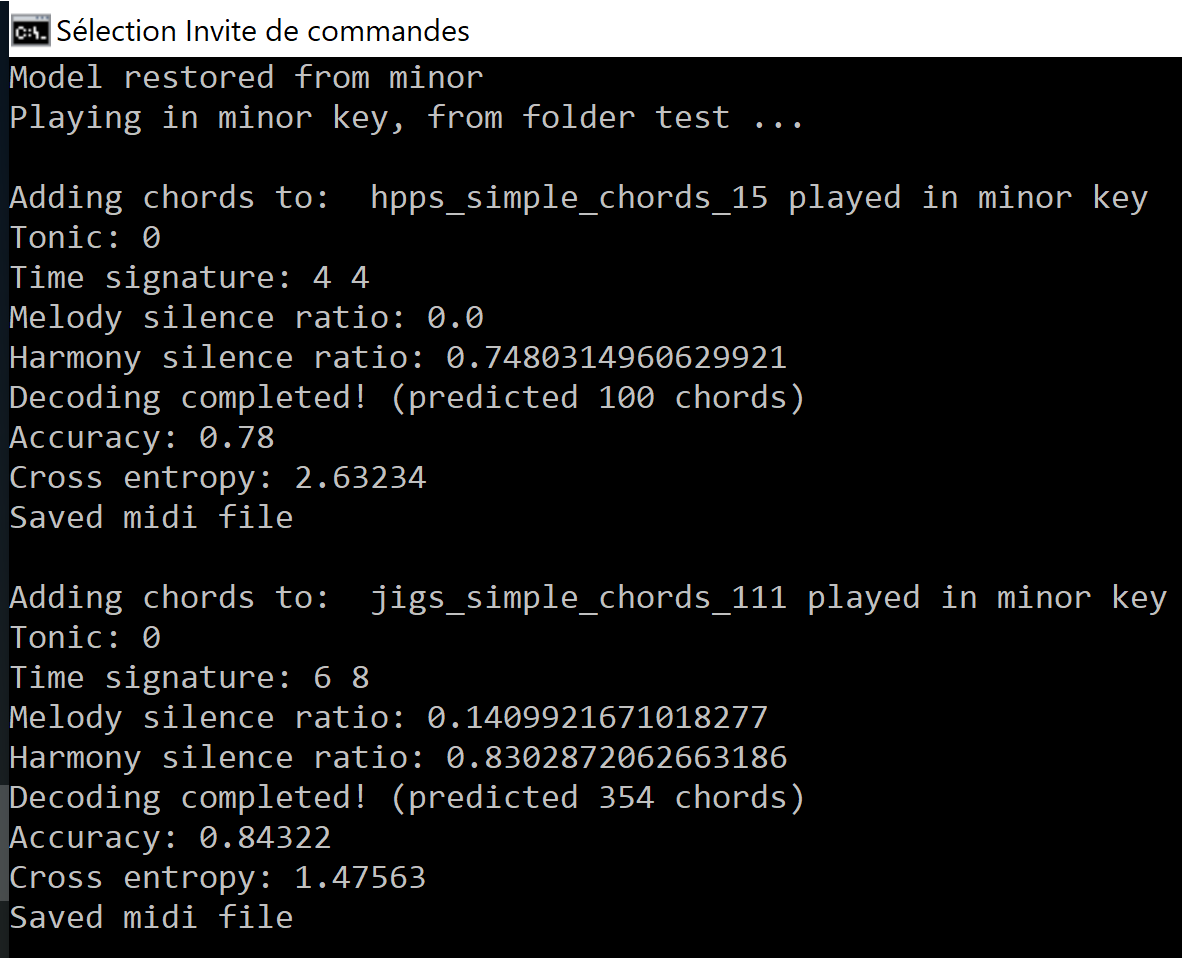 Sélection Invite de commandes
Model restored from minor
Playing in minor key, from folder test ...
Adding chords to:  hpps_simple_chords_15 played in minor key
Tonic: 0
Time signature: 4 4
Melody silence ratio: 0.0
Harmony silence ratio: 0.7480314960629921
Decoding completed! (predicted 100 chords)
Accuracy: 0.78
Cross entropy: 2.63234
Saved midi file
Adding chords to:  jigs_simple_chords_111 played in minor key
Tonic: 0
Time signature: 6 8
Melody silence ratio: 0.1409921671018277
Harmony silence ratio: 0.8302872062663186
Decoding completed! (predicted 354 chords)
Accuracy: 0.84322
Cross entropy: 1.47563
Saved midi file